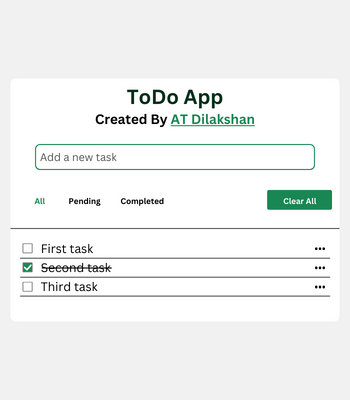 ToDo App
Created By AT Dilakshan
Add a new task
All Pending Completed Clear All
First task
Second task
Third task